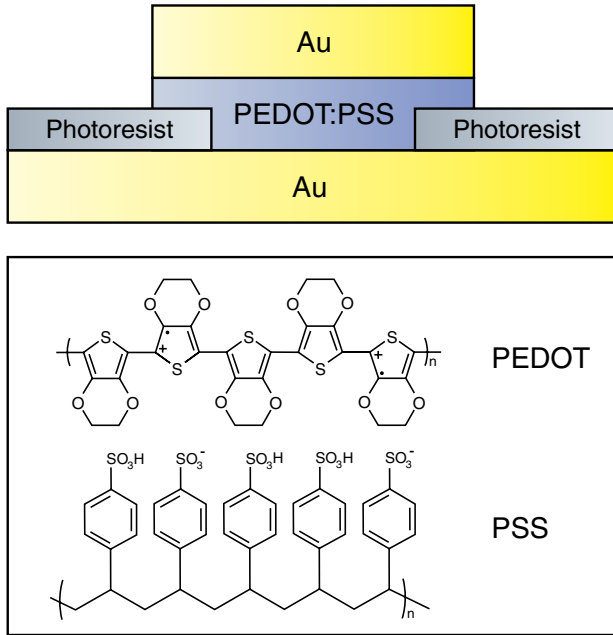 Au
PEDOT:PSS
Photoresist Photoresist
Au
O O O O
S S S
+ +
S S
n
O O O O O O
PEDOT
SO₃H SO₃⁻ SO₃H SO₃H SO₃⁻
PSS
n